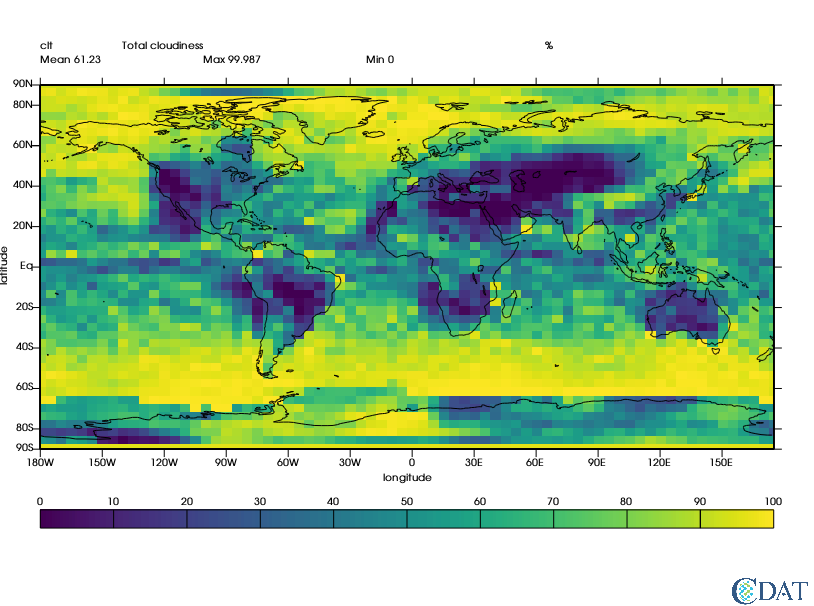 clt Total cloudiness %
Mean 61.23 Max 99.987 Min 0
90N
80N
60N
40N
20N
Eq
20S
40S
60S
80S
90S
latitude
180W 150W 120W 90W 60W 30W 0 30E 60E 90E 120E 150E
longitude
0 10 20 30 40 50 60 70 80 90 100
CDAT